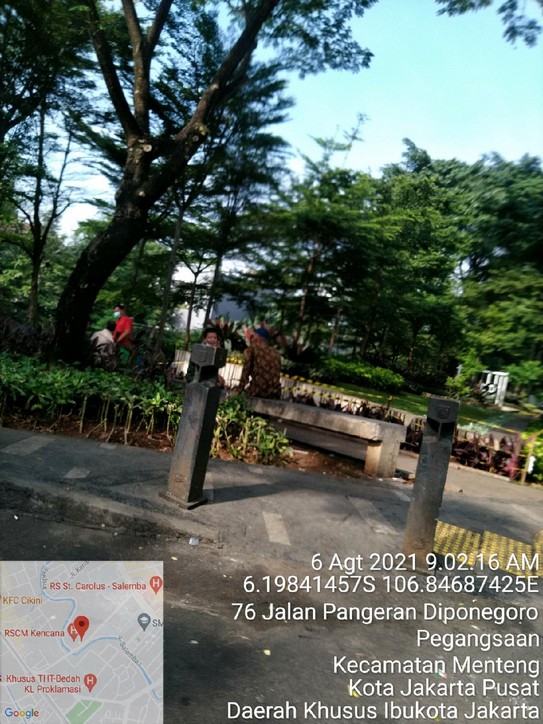 6 Agt 2021 9.02.16 AM
6.19841457S 106.84687425E
76 Jalan Pangeran Diponegoro
Pegangsaan
Kecamatan Menteng
Kota Jakarta Pusat
Daerah Khusus Ibukota Jakarta
RS St. Carolus - Salemba
KFC Cikini
SM
RSCM Kencana
Khusus THT-Bedah
KL Proklamasi
Google